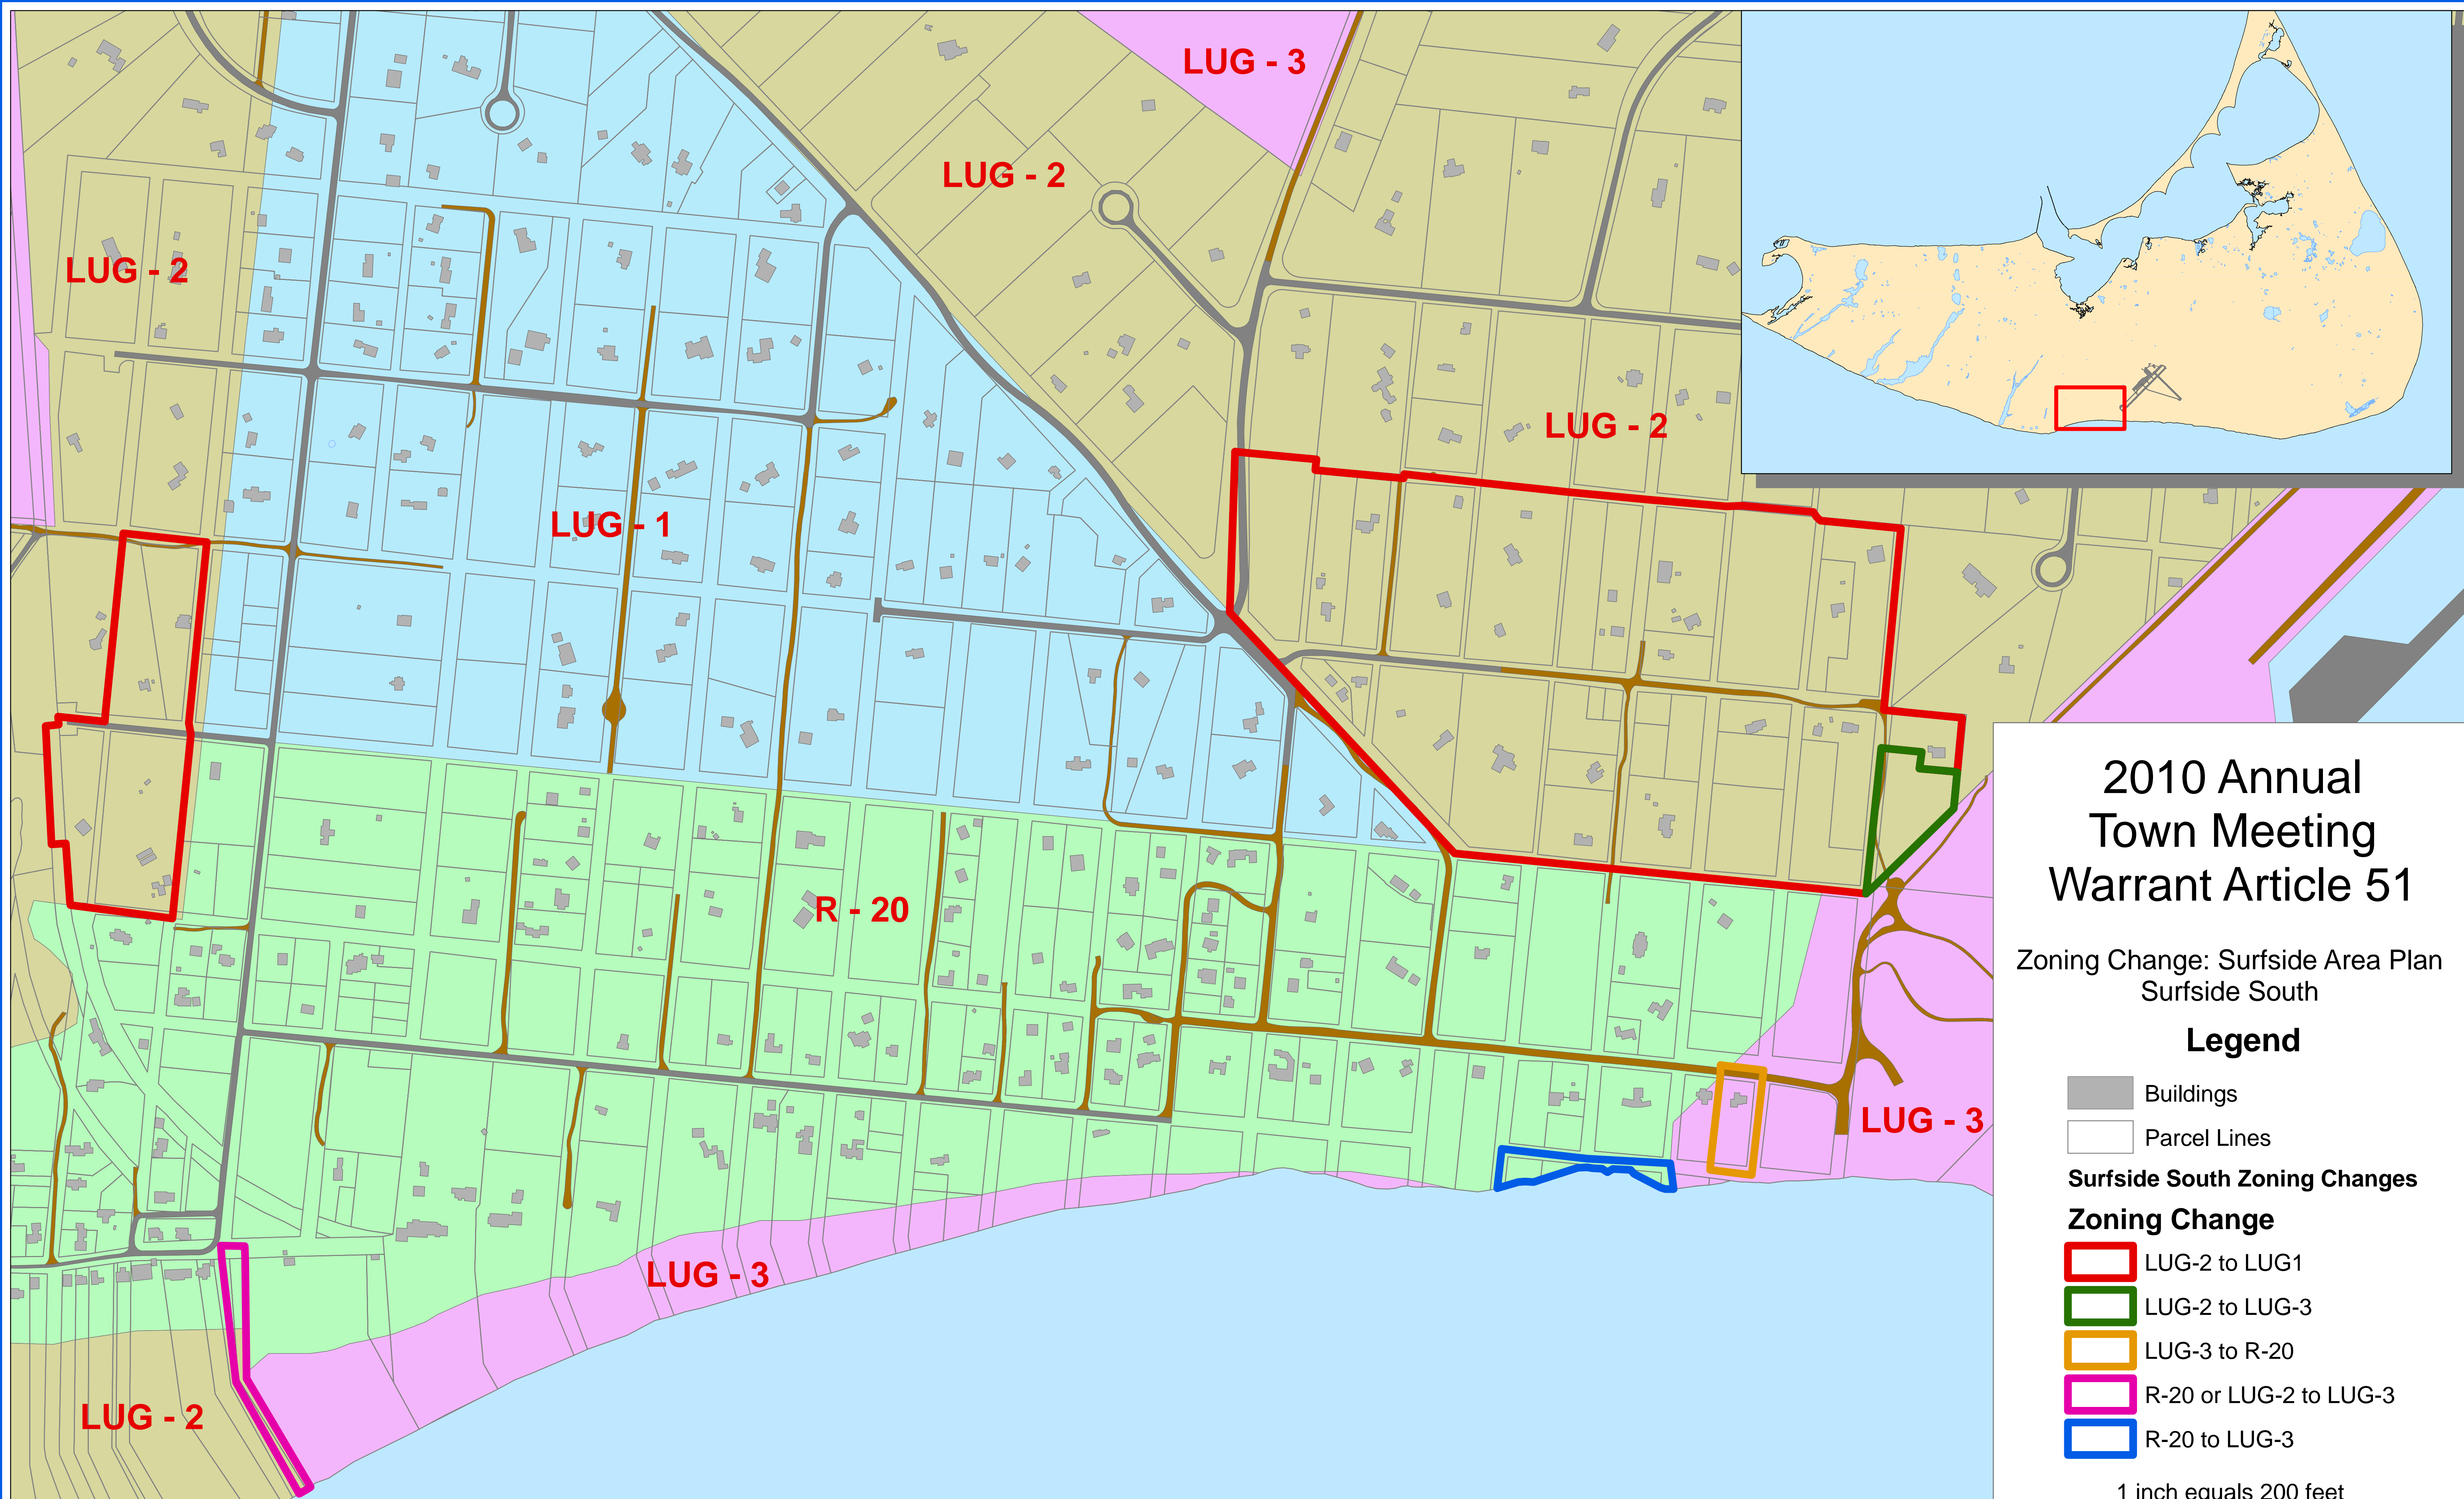 LUG - 3
LUG - 2
LUG - 2
LUG - 2
LUG - 1
R - 20
LUG - 3
LUG - 3
LUG - 2
2010 Annual
Town Meeting
Warrant Article 51
Zoning Change: Surfside Area Plan
Surfside South
Legend
Buildings
Parcel Lines
Surfside South Zoning Changes
Zoning Change
LUG-2 to LUG1
LUG-2 to LUG-3
LUG-3 to R-20
R-20 or LUG-2 to LUG-3
R-20 to LUG-3
1 inch equals 200 feet